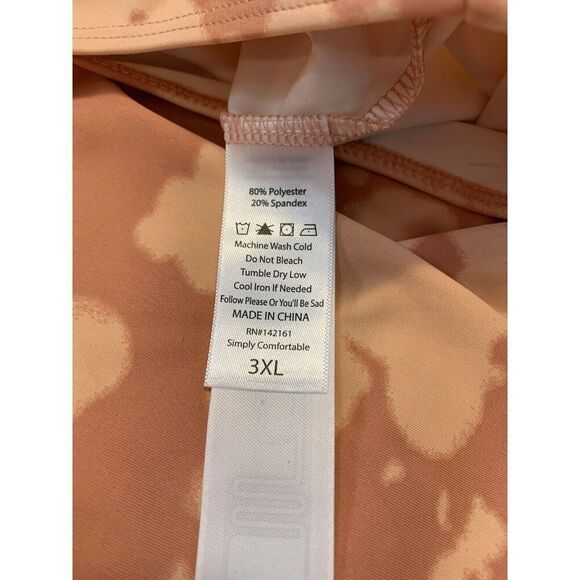 80% Polyester
20% Spandex
Machine Wash Cold
Do Not Bleach
Tumble Dry Low
Cool Iron If Needed
Follow Please Or You'll Be Sad
MADE IN CHINA
RN#142161
Simply Comfortable
3XL